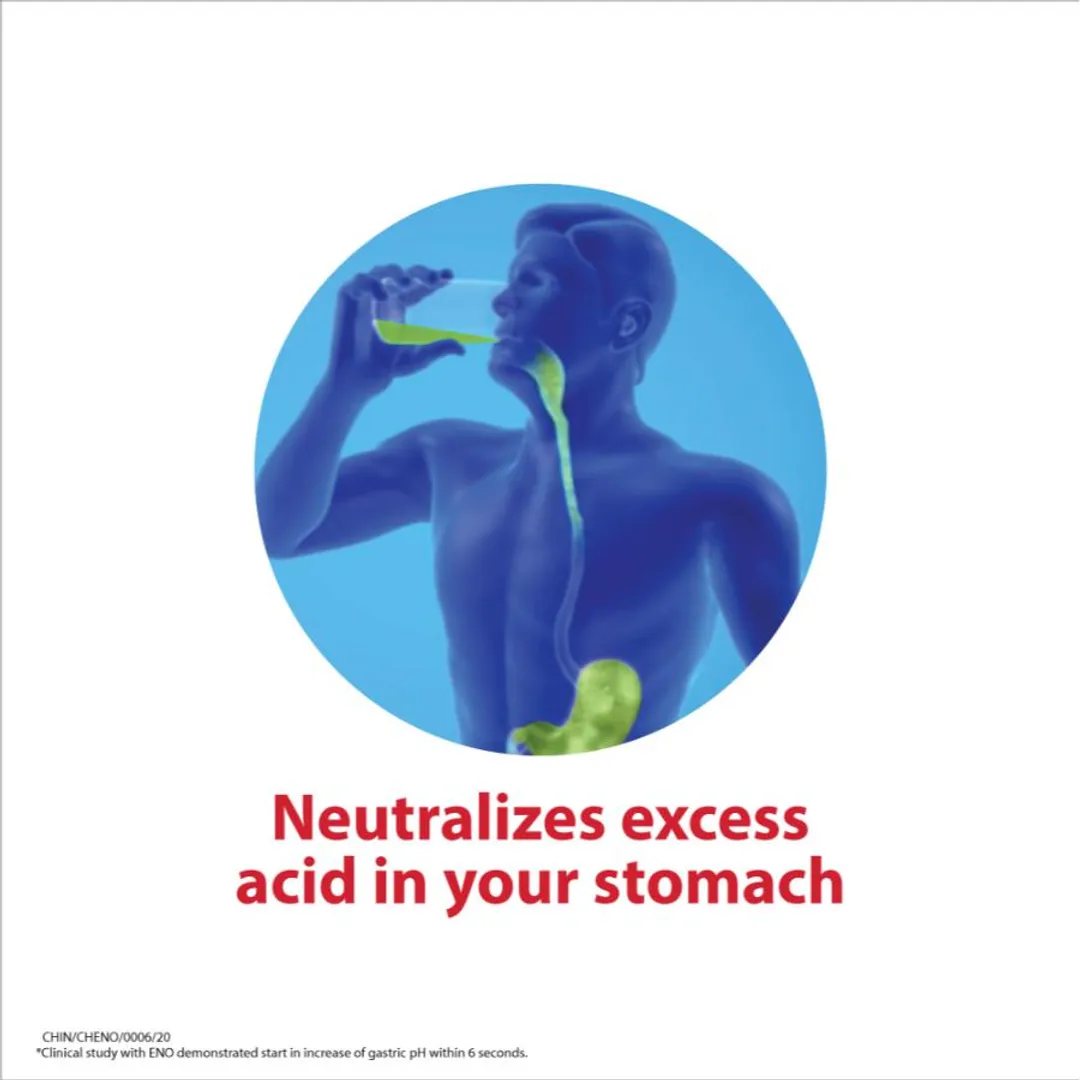 Neutralizes excess
acid in your stomach
CHIN/CHENO/0006/20
*Clinical study with ENO demonstrated start in increase of gastric pH within 6 seconds.